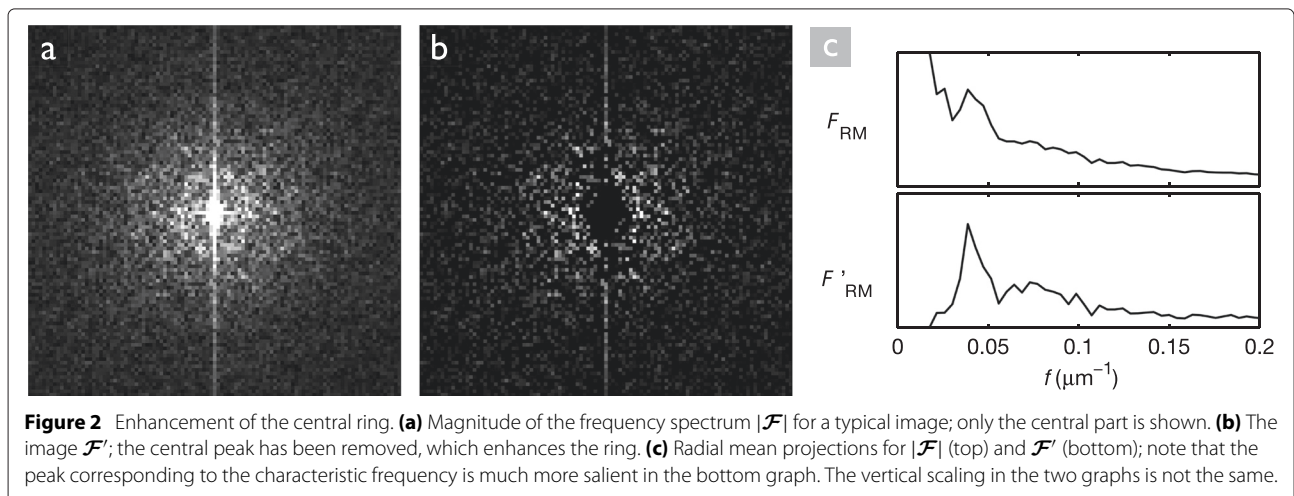 a
b
c
F RM
F ’ RM
0 0.05 0.1 0.15 0.2
f (μm⁻¹)
Figure 2 Enhancement of the central ring. (a) Magnitude of the frequency spectrum |𝓕| for a typical image; only the central part is shown. (b) The
image 𝓕′; the central peak has been removed, which enhances the ring. (c) Radial mean projections for |𝓕| (top) and 𝓕′ (bottom); note that the
peak corresponding to the characteristic frequency is much more salient in the bottom graph. The vertical scaling in the two graphs is not the same.